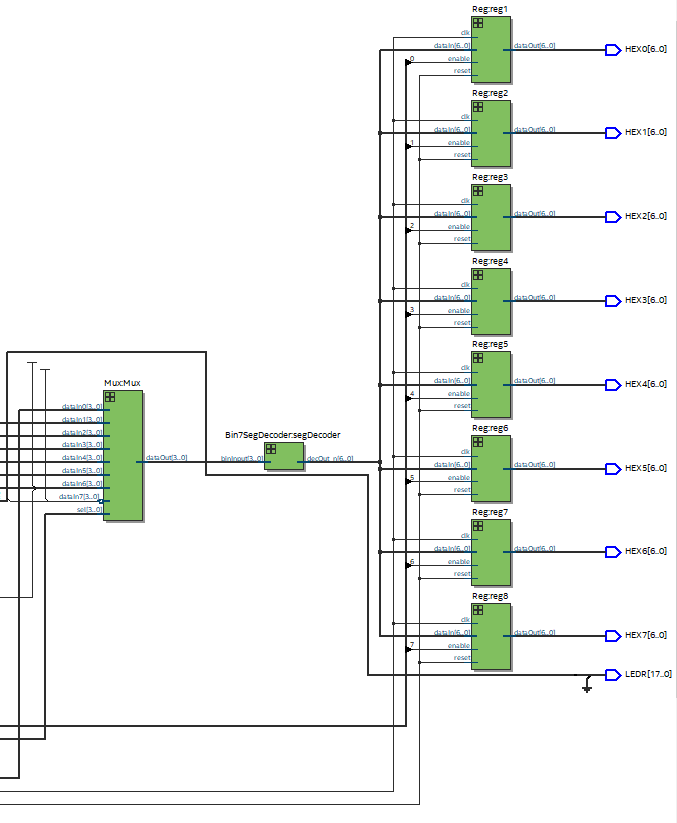 Reg:reg1
clk
dataIn[6..0]
dataOut[6..0]
HEX0[6..0]
0
enable
reset
Reg:reg2
clk
dataIn[6..0]
dataOut[6..0]
HEX1[6..0]
1
enable
reset
Reg:reg3
clk
dataIn[6..0]
dataOut[6..0]
HEX2[6..0]
2
enable
reset
Reg:reg4
clk
dataIn[6..0]
dataOut[6..0]
HEX3[6..0]
3
enable
reset
Reg:reg5
clk
dataIn[6..0]
dataOut[6..0]
HEX4[6..0]
4
enable
reset
Reg:reg6
clk
dataIn[6..0]
dataOut[6..0]
HEX5[6..0]
5
enable
reset
Reg:reg7
clk
dataIn[6..0]
dataOut[6..0]
HEX6[6..0]
6
enable
reset
Reg:reg8
clk
dataIn[6..0]
dataOut[6..0]
HEX7[6..0]
7
enable
reset
LEDR[17..0]
Mux:Mux
dataIn0[3..0]
dataIn1[3..0]
dataIn2[3..0]
dataIn3[3..0]
dataIn4[3..0]
dataIn5[3..0]
dataIn6[3..0]
dataIn7[3..0]
sel[3..0]
dataOut[3..0]
Bin7SegDecoder:segDecoder
binInput[3..0]
decOut_n[6..0]